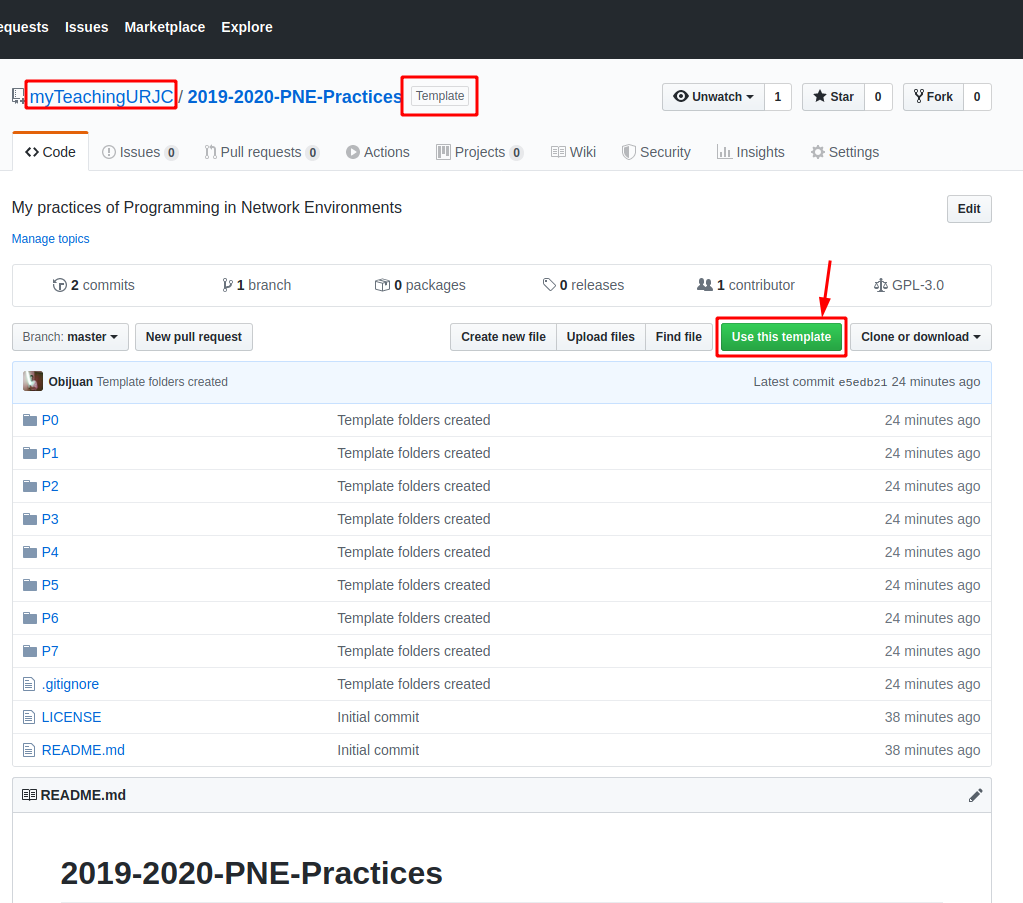 equests Issues Marketplace Explore
myTeachingURJC / 2019-2020-PNE-Practices Template Unwatch 1 Star 0 Fork 0
Code Issues 0 Pull requests 0 Actions Projects 0 Wiki Security Insights Settings
My practices of Programming in Network Environments Edit
Manage topics
2 commits 1 branch 0 packages 0 releases 1 contributor GPL-3.0
Branch: master New pull request Create new file Upload files Find file Use this template Clone or download
Obijuan Template folders created Latest commit e5edb21 24 minutes ago
P0 Template folders created 24 minutes ago
P1 Template folders created 24 minutes ago
P2 Template folders created 24 minutes ago
P3 Template folders created 24 minutes ago
P4 Template folders created 24 minutes ago
P5 Template folders created 24 minutes ago
P6 Template folders created 24 minutes ago
P7 Template folders created 24 minutes ago
.gitignore Template folders created 24 minutes ago
LICENSE Initial commit 38 minutes ago
README.md Initial commit 38 minutes ago
README.md
2019-2020-PNE-Practices